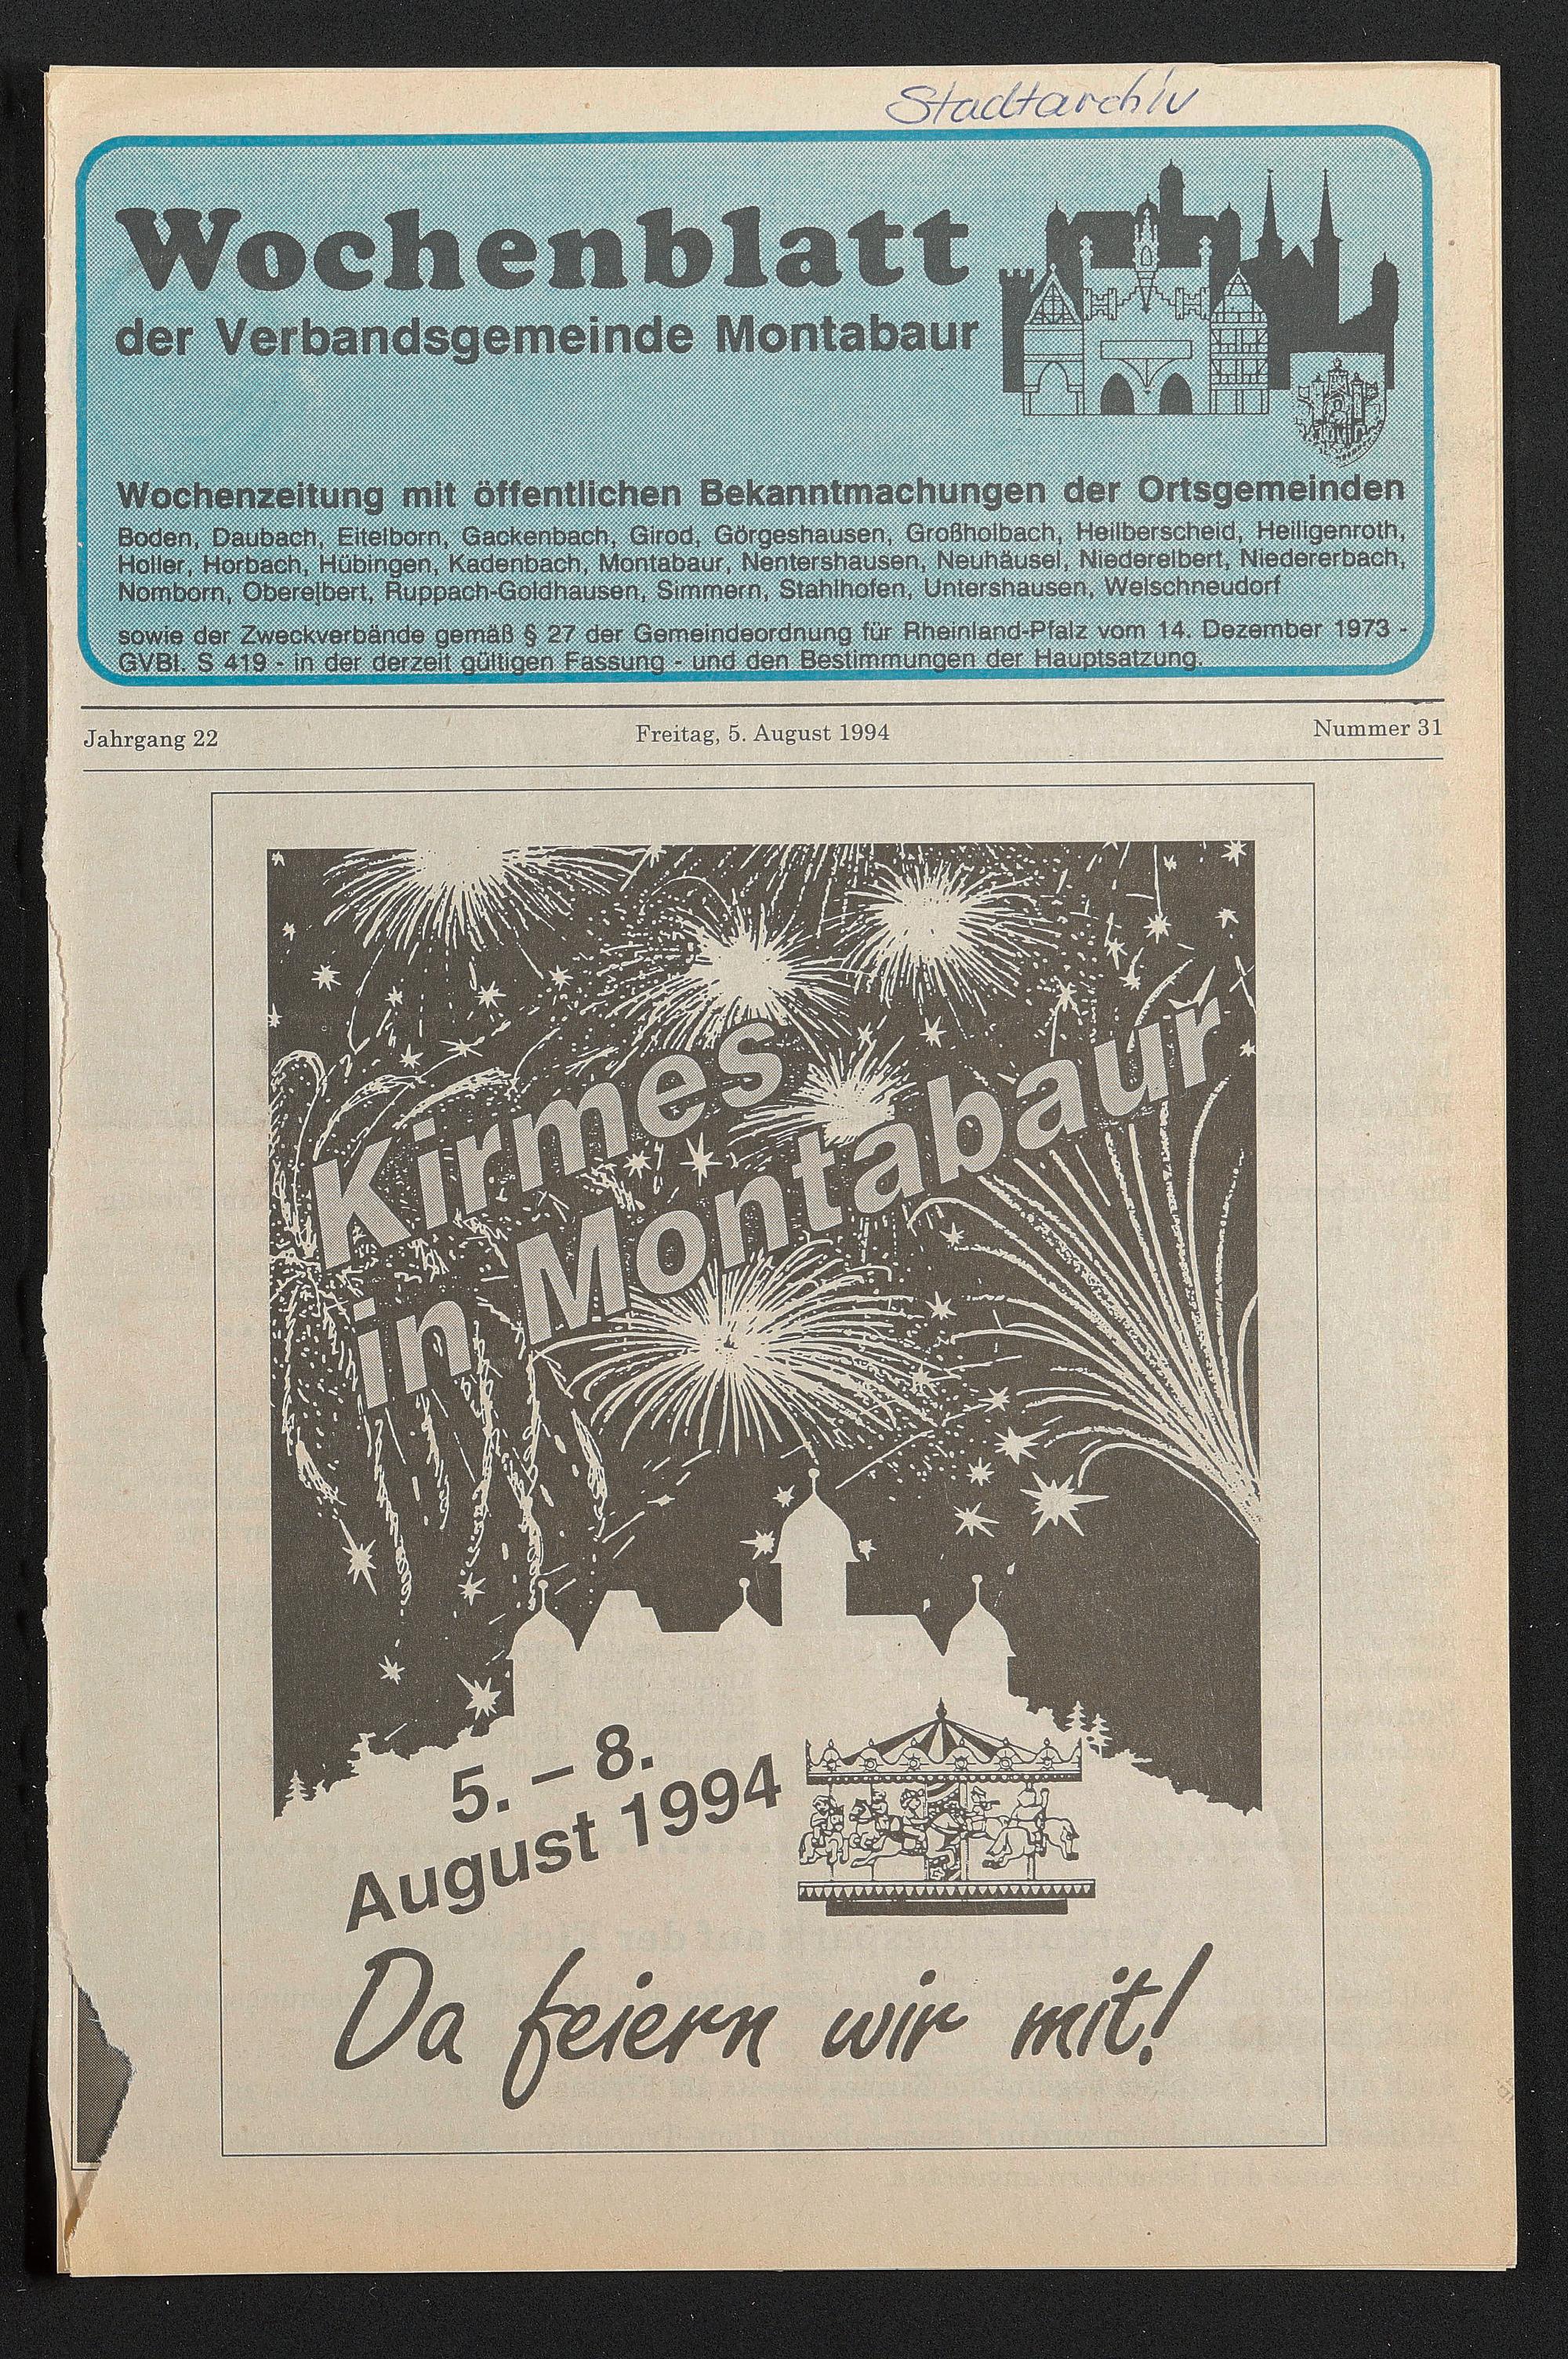 Stadtarchiv
Wochenblatt
der Verbandsgemeinde Montabaur
Wochenzeitung mit öffentlichen Bekanntmachungen der Ortsgemeinden
Boden, Daubach, Eitelborn, Gackenbach, Girod, Görgeshausen, Großholbach, Heilberscheid, Heiligenroth,
Holler, Horbach, Hübingen, Kadenbach, Montabaur, Nentershausen, Neuhäusel, Niederelbert, Niedererbach,
Nomborn, Oberelbert, Ruppach-Goldhausen, Simmern, Stahlhofen, Untershausen, Welschneudorf
sowie der Zweckverbände gemäß § 27 der Gemeindeordnung für Rheinland-Pfalz vom 14. Dezember 1973 -
GVBl. S 419 - in der derzeit gültigen Fassung - und den Bestimmungen der Hauptsatzung.
Jahrgang 22 Freitag, 5. August 1994 Nummer 31
Kirmes
in Montabaur
5. – 8.
August 1994
Da feiern wir mit!